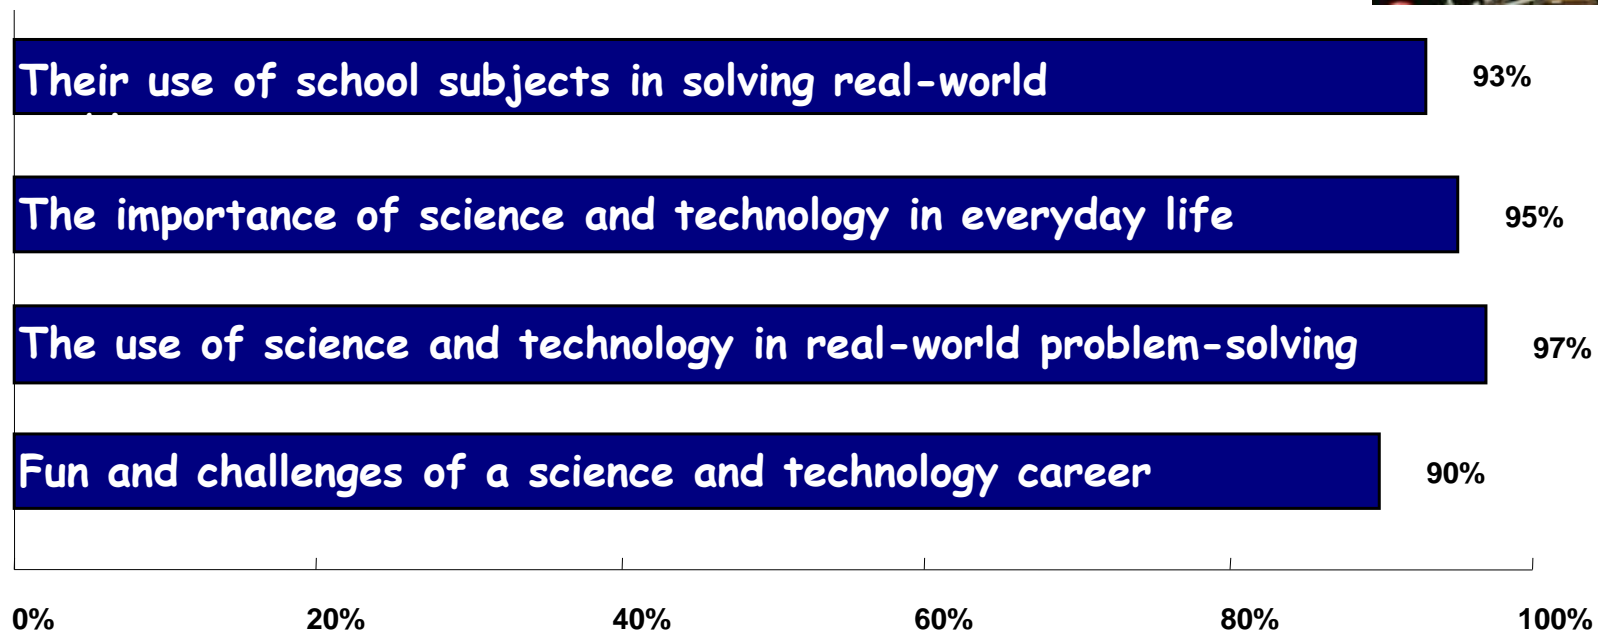 Their use of school subjects in solving real-world
93%
The importance of science and technology in everyday life
95%
The use of science and technology in real-world problem-solving
97%
Fun and challenges of a science and technology career
90%
0% 20% 40% 60% 80% 100%